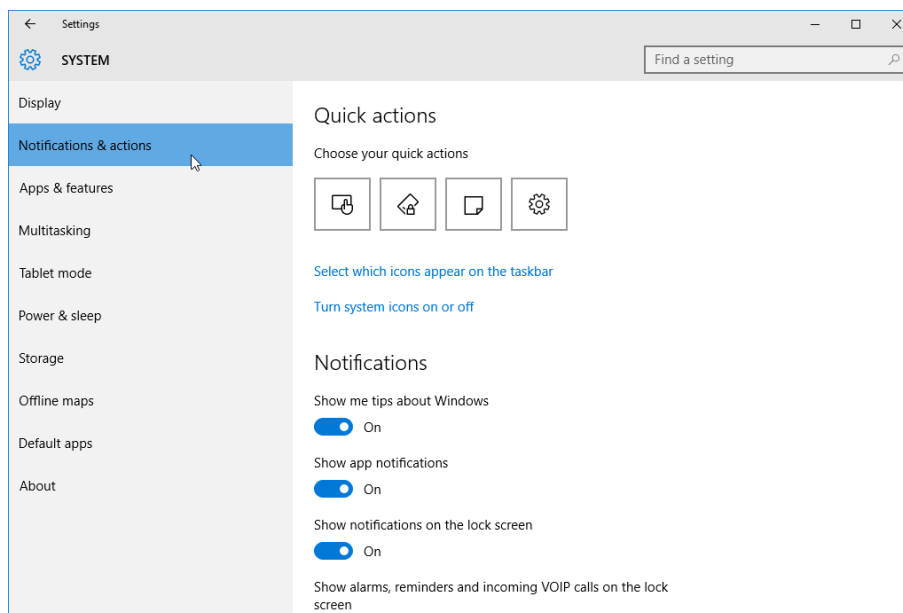 Settings
SYSTEM
Find a setting
Display
Notifications & actions
Apps & features
Multitasking
Tablet mode
Power & sleep
Storage
Offline maps
Default apps
About
Quick actions
Choose your quick actions
Select which icons appear on the taskbar
Turn system icons on or off
Notifications
Show me tips about Windows
On
Show app notifications
On
Show notifications on the lock screen
On
Show alarms, reminders and incoming VOIP calls on the lock
screen